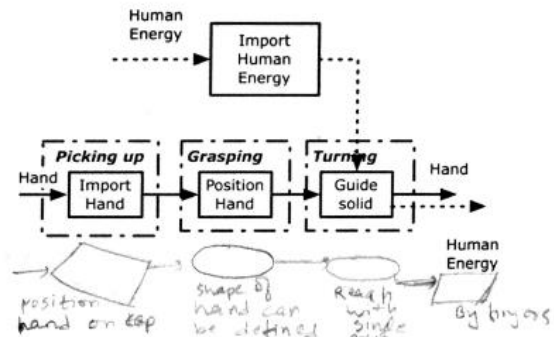 Human
Energy
Import
Human
Energy
Picking up
Grasping
Turning
Hand
Import
Hand
Position
Hand
Guide
solid
Hand
Human
Energy
position
hand on
shape of
hand can
be defined
Reach
with
single
By